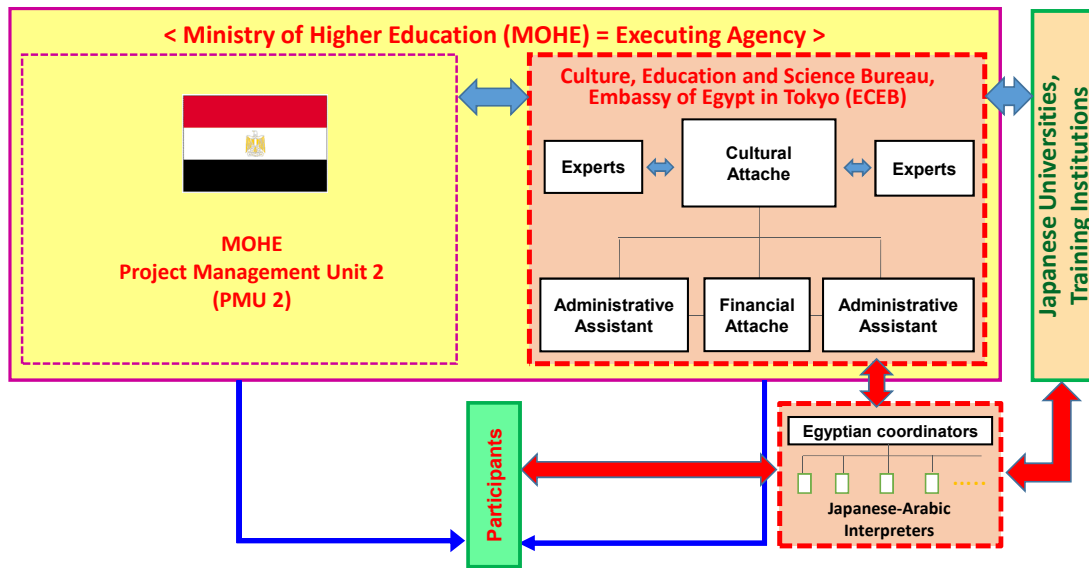 < Ministry of Higher Education (MOHE) = Executing Agency >
MOHE
Project Management Unit 2
(PMU 2)
Culture, Education and Science Bureau,
Embassy of Egypt in Tokyo (ECEB)
Experts
Cultural
Attache
Experts
Administrative
Assistant
Financial
Attache
Administrative
Assistant
Japanese Universities,
Training Institutions
Participants
Egyptian coordinators
Japanese-Arabic
Interpreters